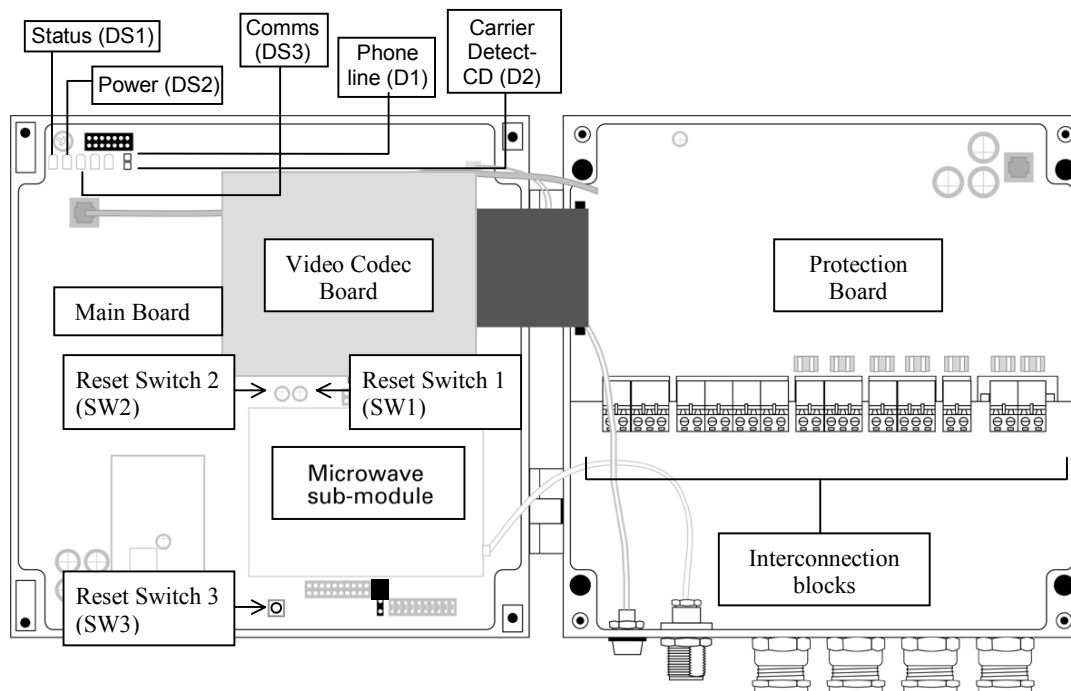 Status (DS1)
Power (DS2)
Comms
(DS3)
Phone
line (D1)
Carrier
Detect-
CD (D2)
Video Codec
Board
Main Board
Protection
Board
Reset Switch 2
(SW2)
Reset Switch 1
(SW1)
Microwave
sub-module
Interconnection
blocks
Reset Switch 3
(SW3)